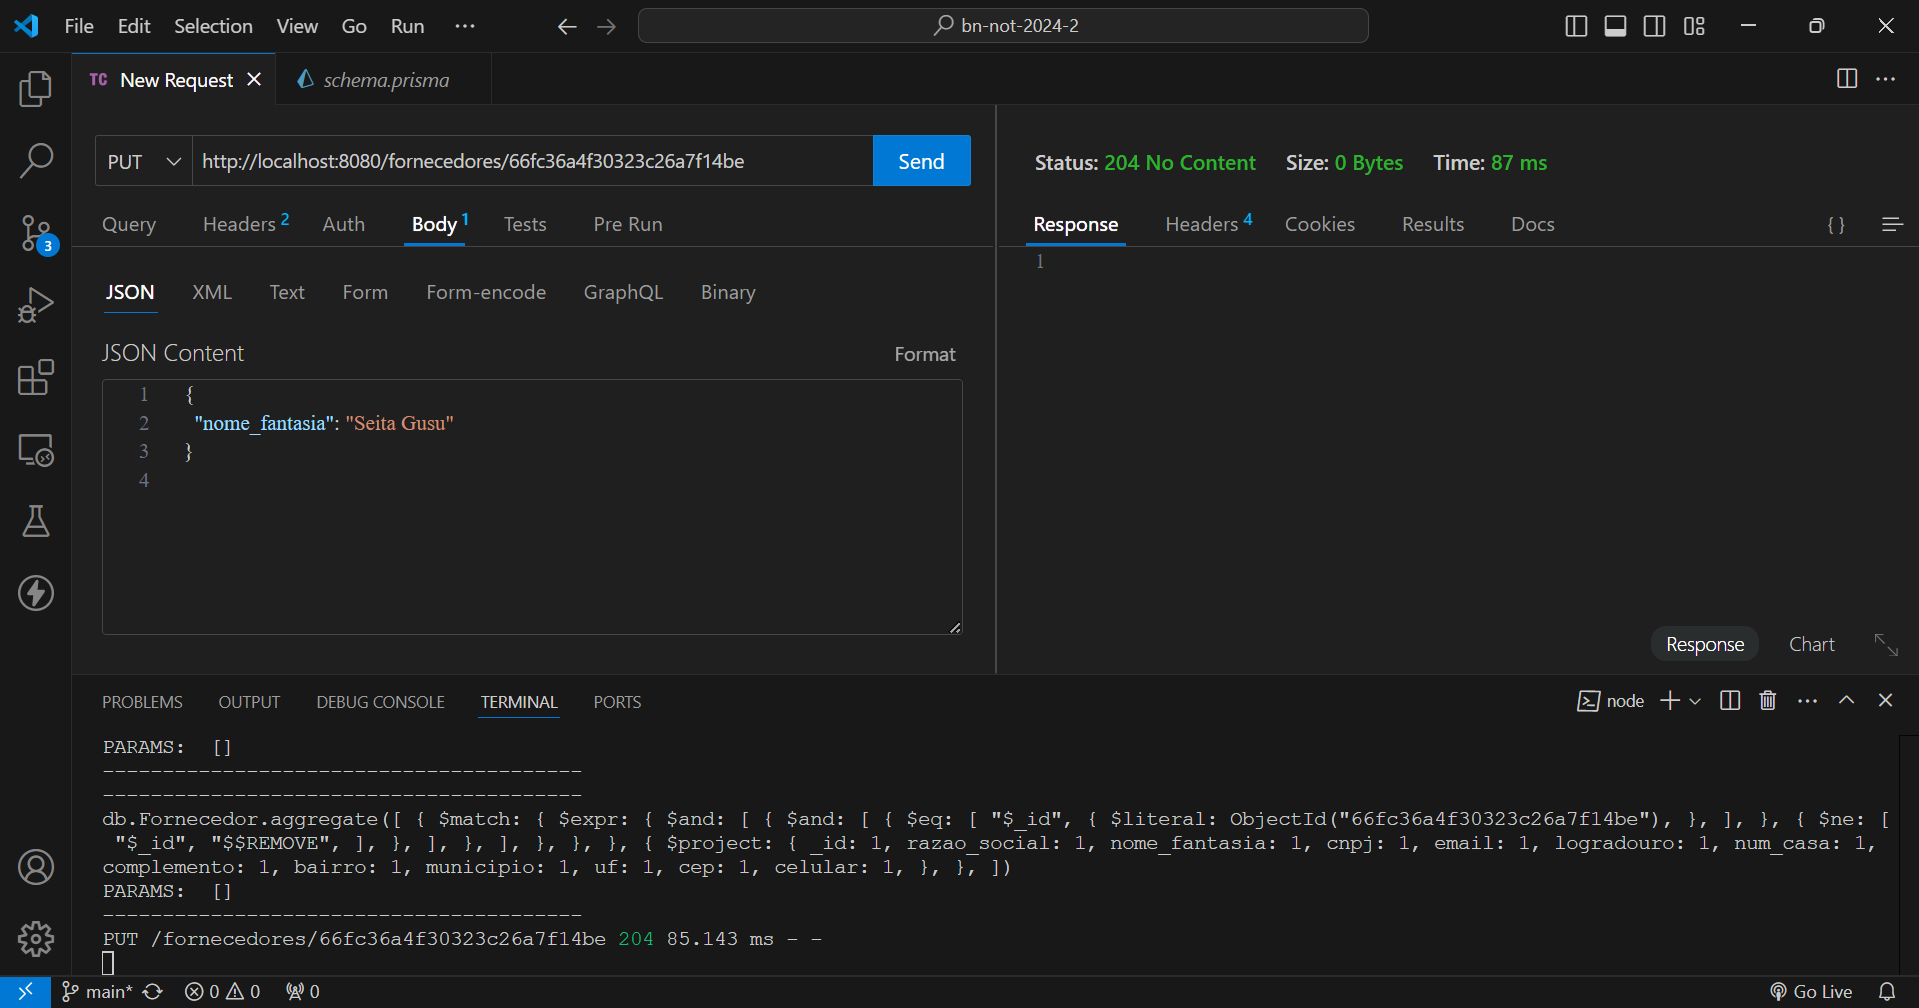 File Edit Selection View Go Run ··· bn-not-2024-2
TC New Request schema.prisma
PUT http://localhost:8080/fornecedores/66fc36a4f30323c26a7f14be Send
Status: 204 No Content Size: 0 Bytes Time: 87 ms
Query Headers 2 Auth Body 1 Tests Pre Run
Response Headers 4 Cookies Results Docs { }
3
1
JSON XML Text Form Form-encode GraphQL Binary
JSON Content Format
1 {
2 "nome_fantasia": "Seita Gusu"
3 }
4
Response Chart
PROBLEMS OUTPUT DEBUG CONSOLE TERMINAL PORTS node
PARAMS: []
----------------------------------------
----------------------------------------
db.Fornecedor.aggregate([ { $match: { $expr: { $and: [ { $and: [ { $eq: [ "$_id", { $literal: ObjectId("66fc36a4f30323c26a7f14be"), }, ], }, { $ne: [
"$_id", "$$REMOVE", ], }, ], }, ], }, }, }, { $project: { _id: 1, razao_social: 1, nome_fantasia: 1, cnpj: 1, email: 1, logradouro: 1, num_casa: 1,
complemento: 1, bairro: 1, municipio: 1, uf: 1, cep: 1, celular: 1, }, }, ])
PARAMS: []
----------------------------------------
PUT /fornecedores/66fc36a4f30323c26a7f14be 204 85.143 ms - -
main* 0 0 0 Go Live